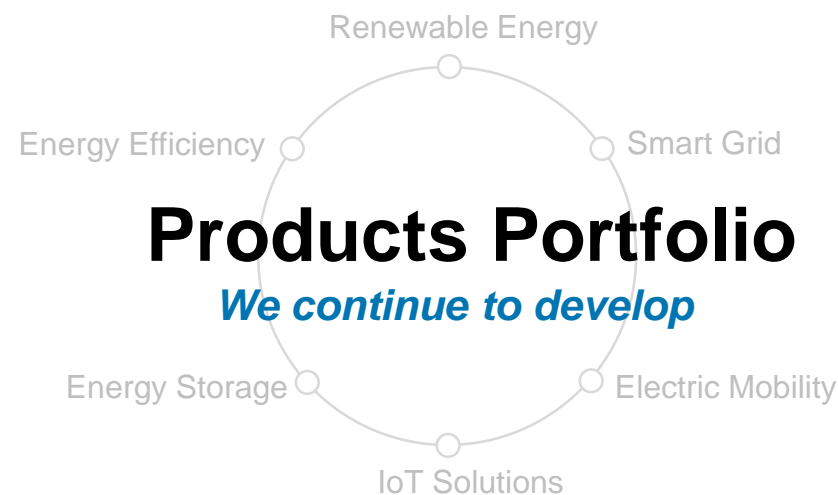 Renewable Energy
Energy Efficiency
Smart Grid
Products Portfolio
We continue to develop
Energy Storage
Electric Mobility
IoT Solutions